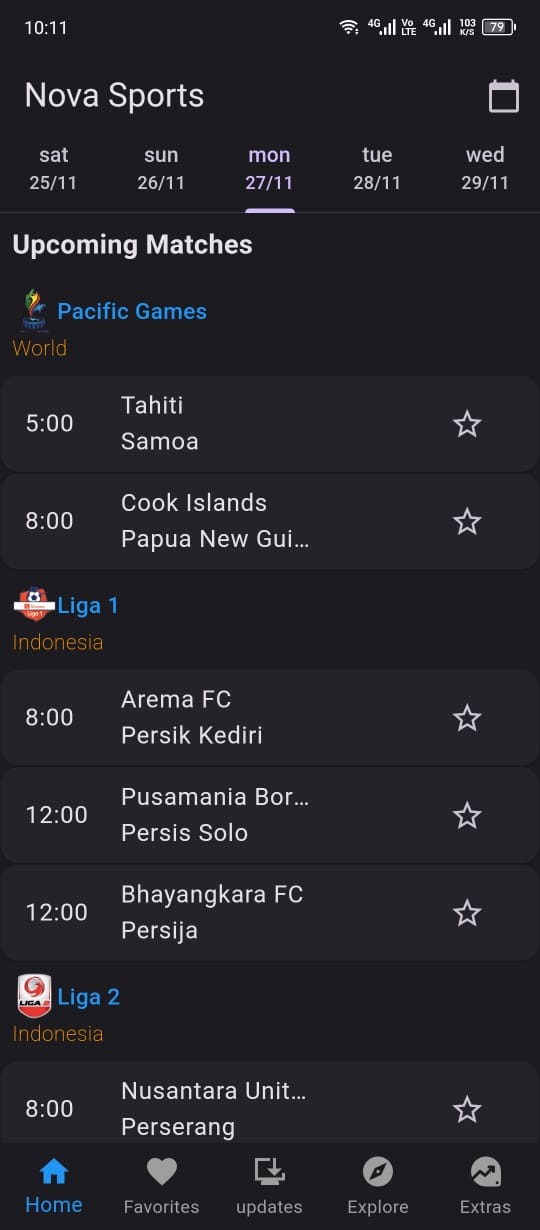 10:11
4G Vo LTE 4G 103 K/S 79
Nova Sports
sat sun mon tue wed
25/11 26/11 27/11 28/11 29/11
Upcoming Matches
Pacific Games
World
5:00
Tahiti
Samoa
8:00
Cook Islands
Papua New Gui...
Liga 1
Indonesia
8:00
Arema FC
Persik Kediri
12:00
Pusamania Bor...
Persis Solo
12:00
Bhayangkara FC
Persija
LIGA 2
Liga 2
Indonesia
8:00
Nusantara Unit...
Perserang
Home Favorites updates Explore Extras